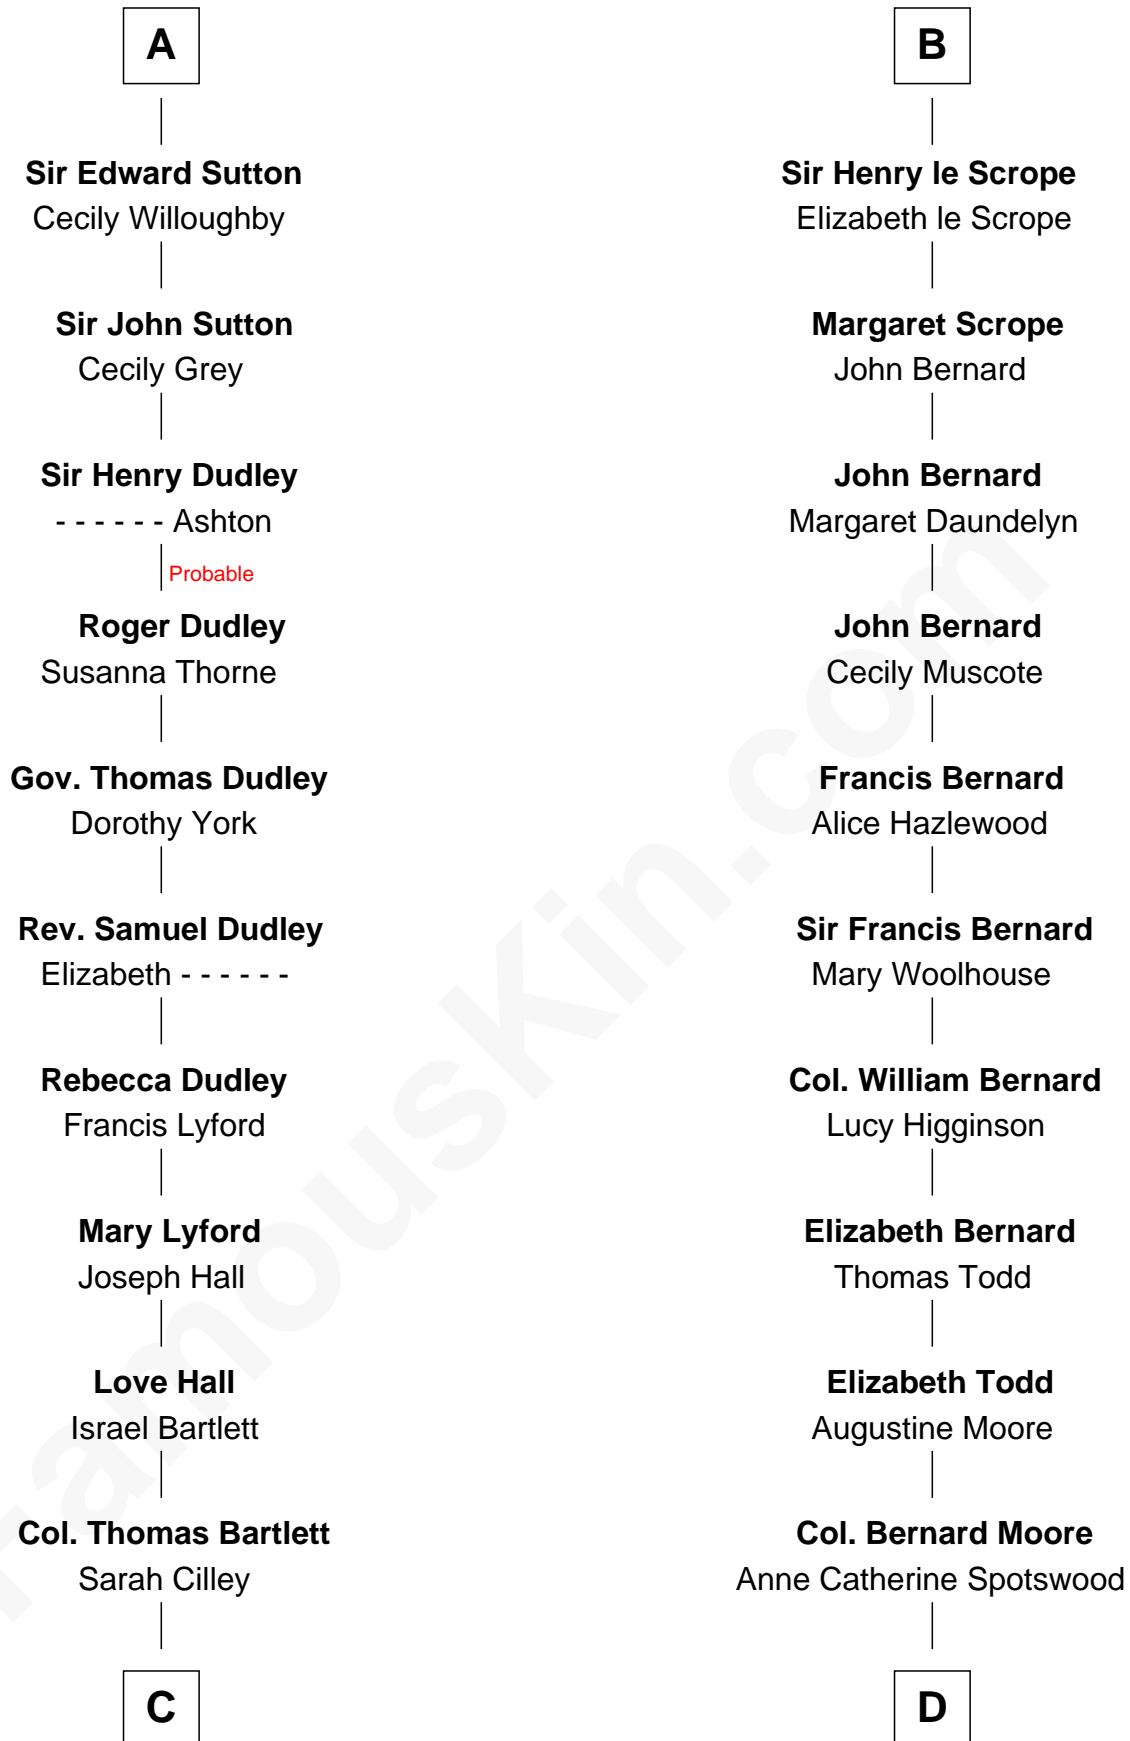 A
Sir Edward Sutton
Cecily Willoughby
Sir John Sutton
Cecily Grey
Sir Henry Dudley
- - - - - - Ashton
Probable
Roger Dudley
Susanna Thorne
Gov. Thomas Dudley
Dorothy York
Rev. Samuel Dudley
Elizabeth - - - - - -
Rebecca Dudley
Francis Lyford
Mary Lyford
Joseph Hall
Love Hall
Israel Bartlett
Col. Thomas Bartlett
Sarah Cilley
C
B
Sir Henry le Scrope
Elizabeth le Scrope
Margaret Scrope
John Bernard
John Bernard
Margaret Daundelyn
John Bernard
Cecily Muscote
Francis Bernard
Alice Hazlewood
Sir Francis Bernard
Mary Woolhouse
Col. William Bernard
Lucy Higginson
Elizabeth Bernard
Thomas Todd
Elizabeth Todd
Augustine Moore
Col. Bernard Moore
Anne Catherine Spotswood
D
FamousKin.com